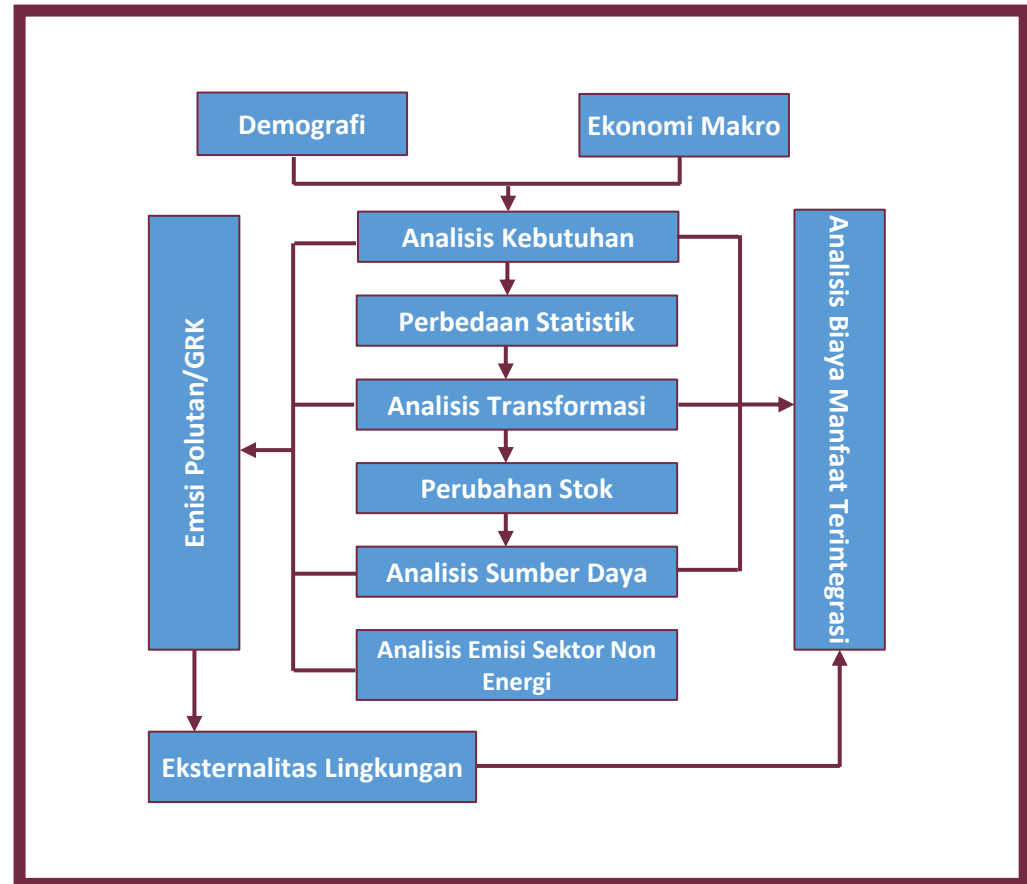 Demografi
Ekonomi Makro
Analisis Kebutuhan
Perbedaan Statistik
Analisis Transformasi
Perubahan Stok
Analisis Sumber Daya
Analisis Emisi Sektor Non
Energi
Emisi Polutan/GRK
Analisis Biaya Manfaat Terintegrasi
Eksternalitas Lingkungan